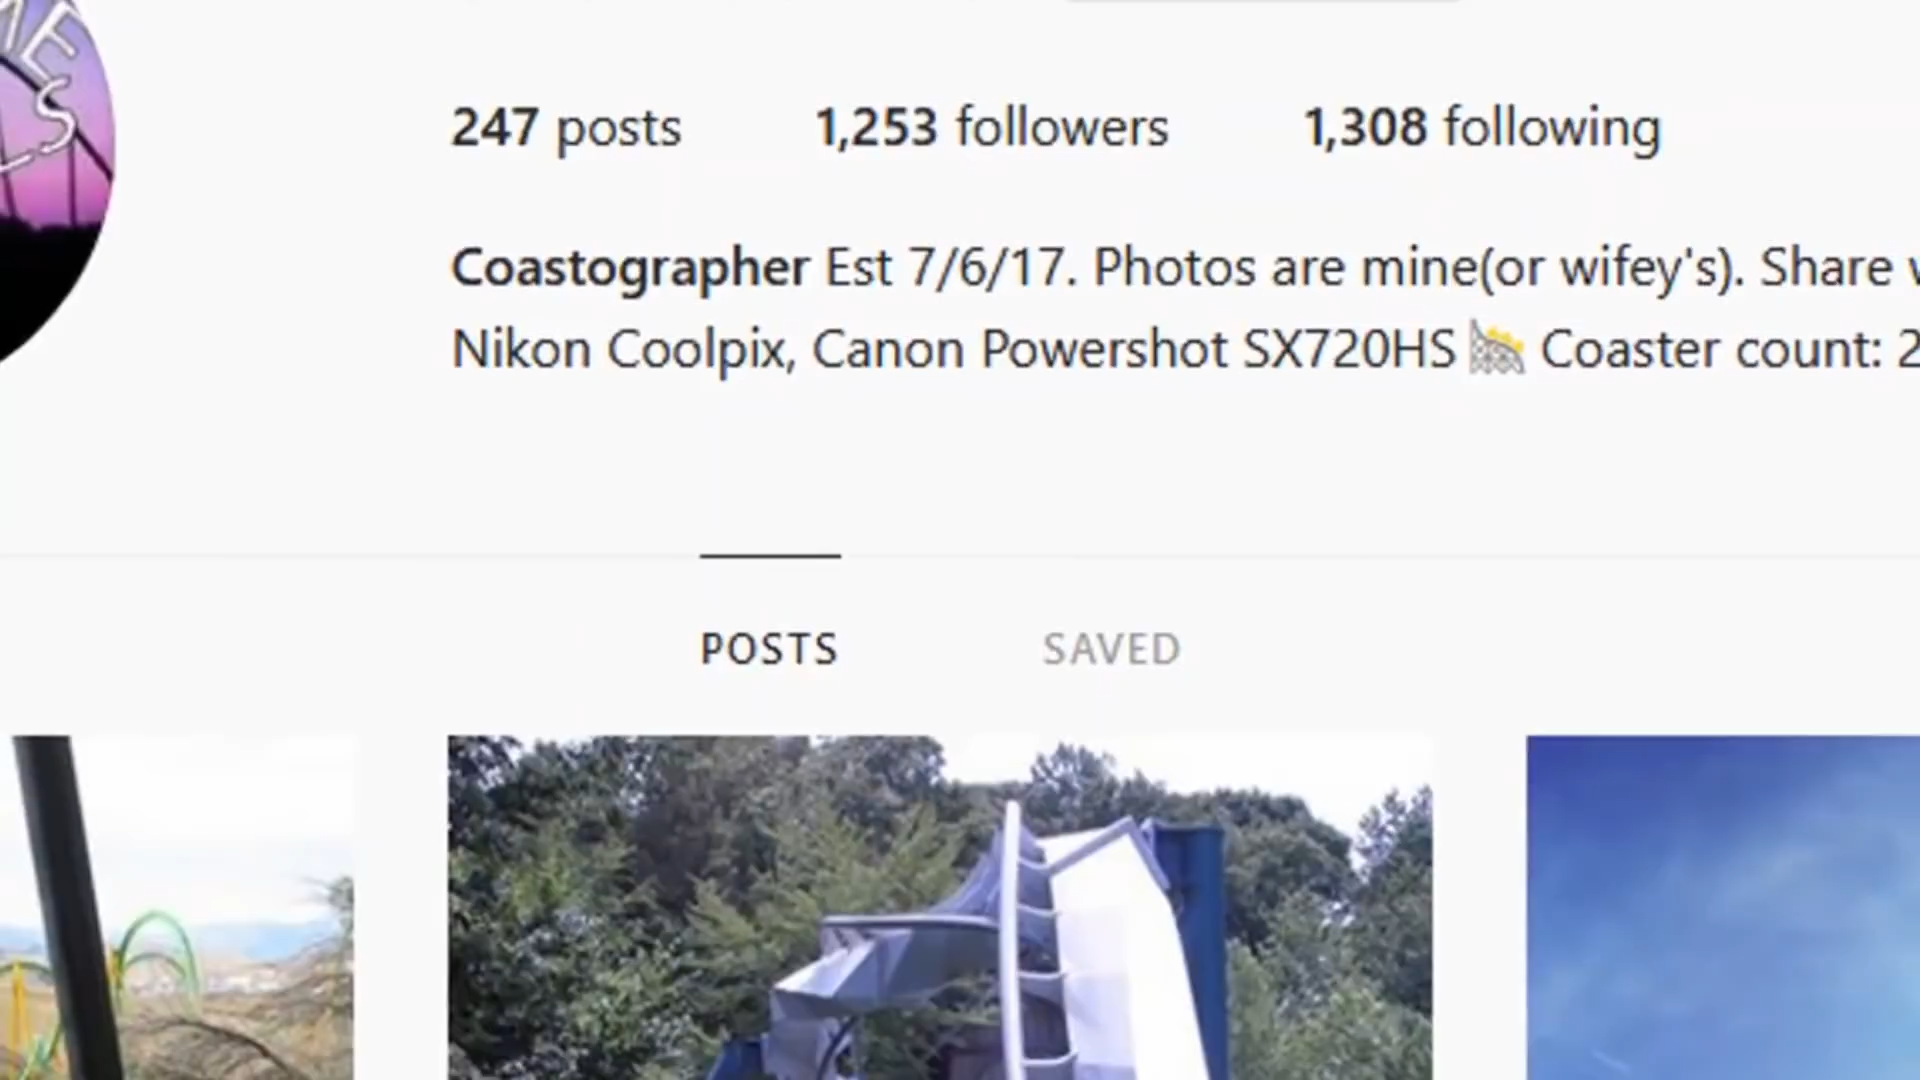 247 posts 1,253 followers 1,308 following
Coastographer Est 7/6/17. Photos are mine(or wifey's). Share
Nikon Coolpix, Canon Powershot SX720HS 🎢 Coaster count: 2
POSTS SAVED